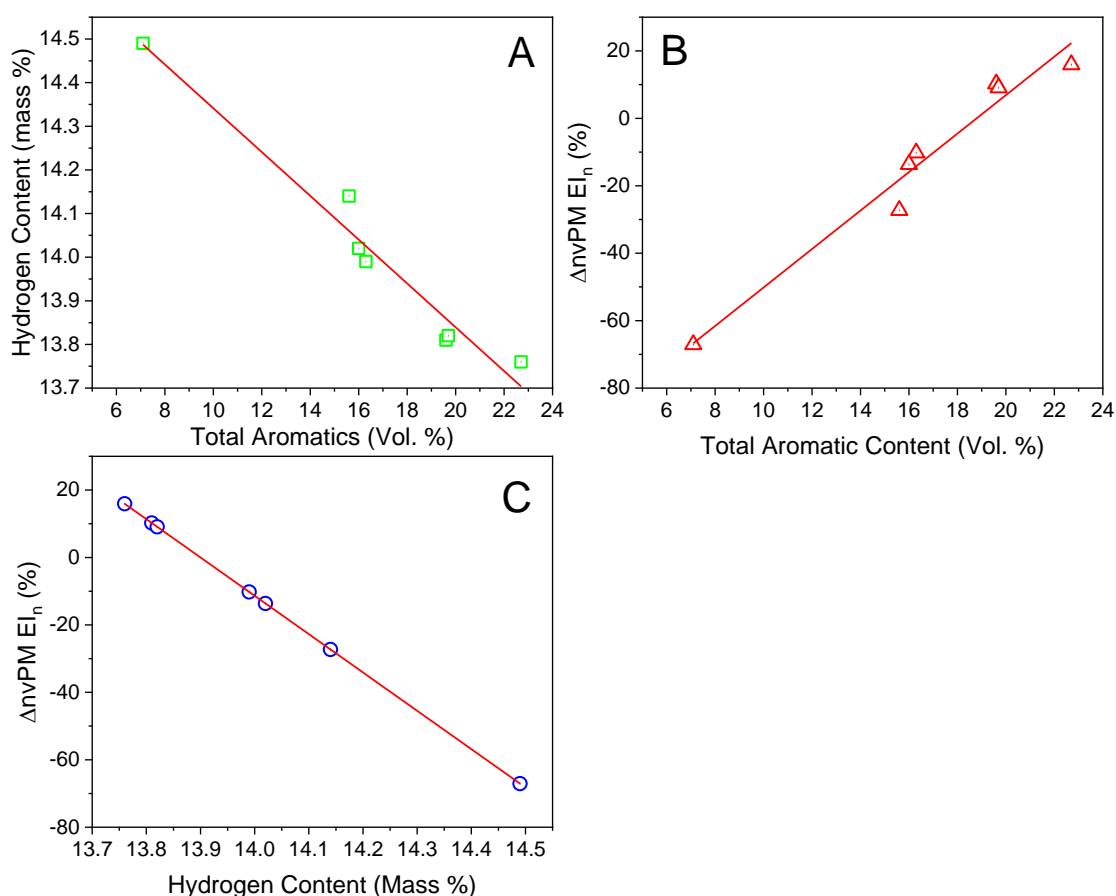 A
Hydrogen Content (mass %)
14.5
14.4
14.3
14.2
14.1
14.0
13.9
13.8
13.7
6 8 10 12 14 16 18 20 22 24
Total Aromatics (Vol. %)
B
ΔnvPM EIn (%)
20
0
-20
-40
-60
-80
6 8 10 12 14 16 18 20 22 24
Total Aromatic Content (Vol. %)
C
ΔnvPM EIn (%)
20
0
-20
-40
-60
-80
13.7 13.8 13.9 14.0 14.1 14.2 14.3 14.4 14.5
Hydrogen Content (Mass %)